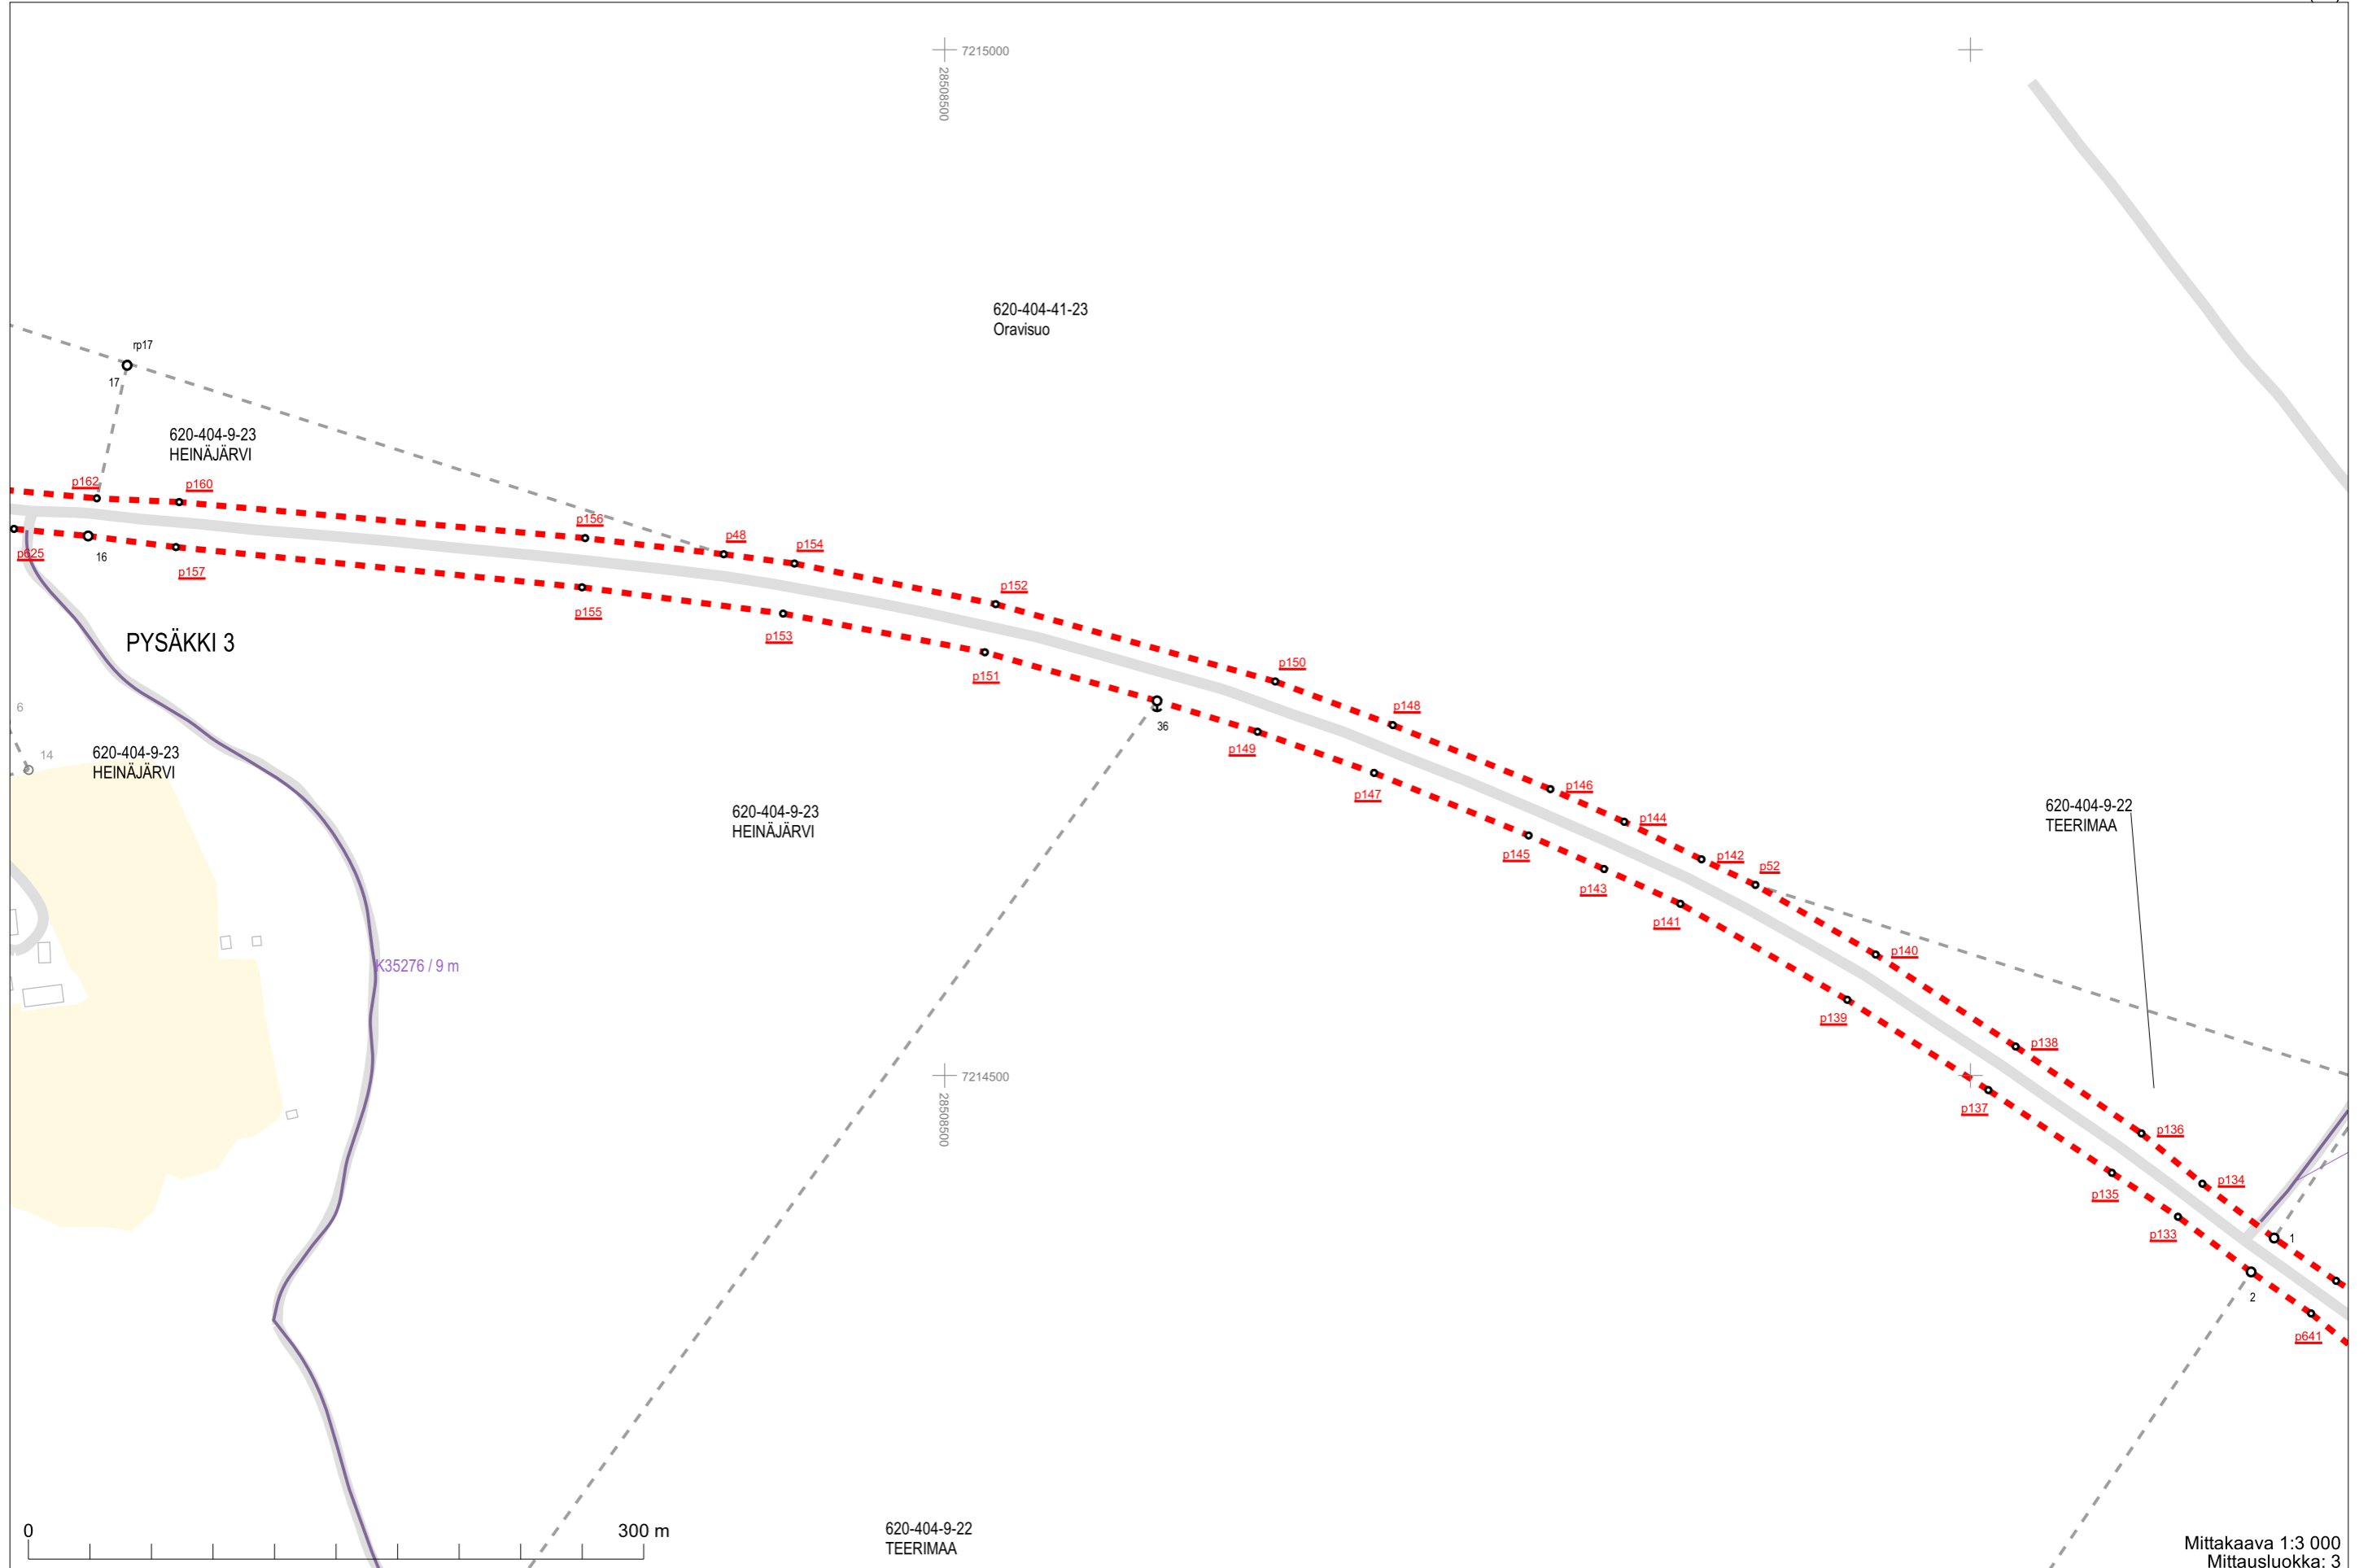 7215000
28508500
620-404-41-23
Oravisuo
rp17
17
620-404-9-23
HEINÄJÄRVI
p162
p160
p156
p48
p154
p625
16
p157
p155
p153
p152
p151
PYSÄKKI 3
p150
36
p148
p149
p147
6
14
620-404-9-23
HEINÄJÄRVI
620-404-9-23
HEINÄJÄRVI
p146
p144
p145
p142
p52
p143
p141
620-404-9-22
TEERIMAA
K35276 / 9 m
p140
p139
p138
7214500
28508500
p137
p136
p135
p134
p133
1
2
p641
0
300 m
620-404-9-22
TEERIMAA
Mittakaava 1:3 000
Mittausluokka: 3